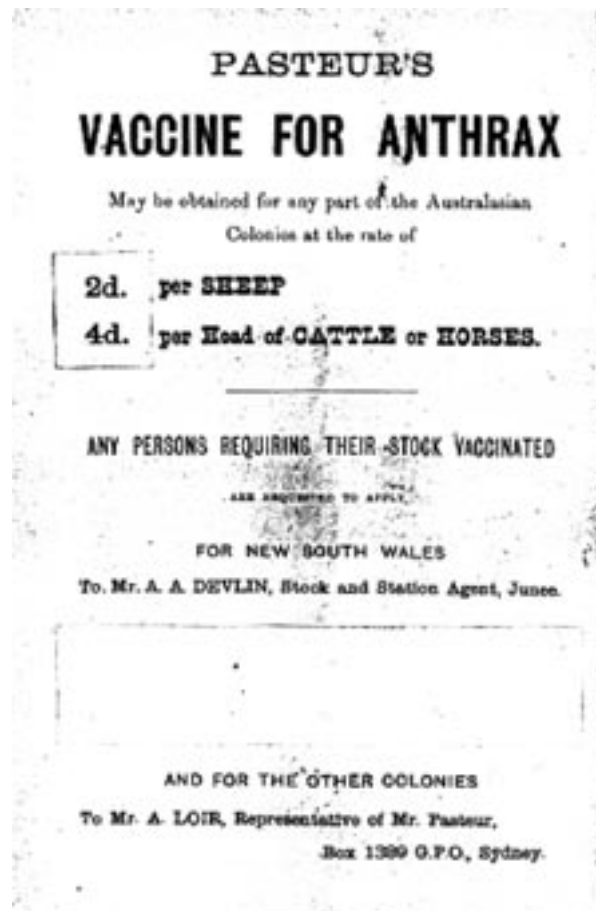 PASTEUR'S
VACCINE FOR ANTHRAX
May be obtained for any part of the Australasian
Colonies at the rate of
2d. per SHEEP
4d. per Head of CATTLE or HORSES.
ANY PERSONS REQUIRING THEIR STOCK VACCINATED
ARE REQUESTED TO APPLY,
FOR NEW SOUTH WALES
To Mr. A. A. DEVLIN, Stock and Station Agent, Junee.
AND FOR THE OTHER COLONIES
To Mr. A. LOIR, Representative of Mr. Pasteur,
Box 1389 G.P.O., Sydney.